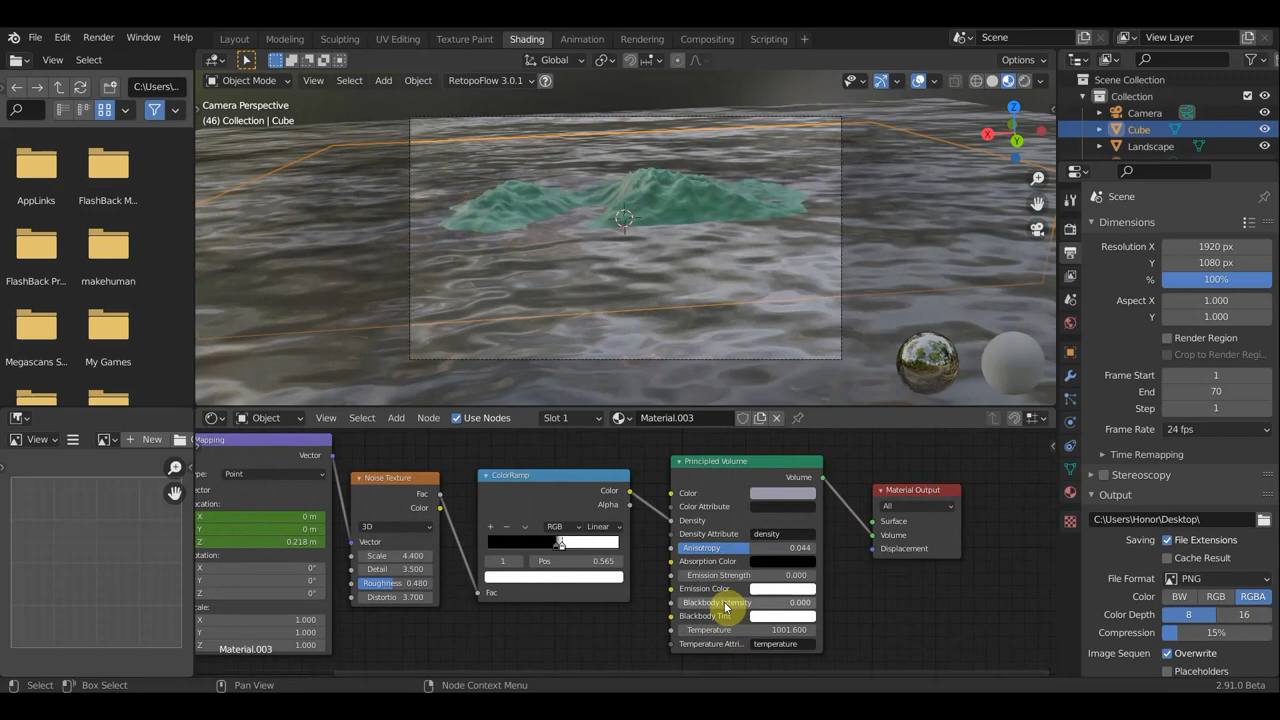 File Edit Render Window Help
Layout Modeling Sculpting UV Editing Texture Paint Shading Animation Rendering Compositing Scripting +
Scene
View Layer
View Select
Global
Options
C:\Users\...
Object Mode View Select Add Object RetopoFlow 3.0.1
Camera Perspective
(46) Collection | Cube
X
Y
Z
AppLinks
FlashBack M...
FlashBack Pr...
makehuman
Megascans S...
My Games
Scene Collection
Collection
Camera
Cube
Landscape
Scene
Dimensions
Resolution X 1920 px
Y 1080 px
% 100%
Aspect X 1.000
Y 1.000
Render Region
Crop to Render Regi...
Frame Start 1
End 70
Step 1
Frame Rate 24 fps
Time Remapping
Stereoscopy
Output
C:\Users\Honor\Desktop\
Saving File Extensions
Cache Result
File Format PNG
Color BW RGB RGBA
Color Depth 8 16
Compression 15%
Image Sequen Overwrite
Placeholders
View + New
Object View Select Add Node Use Nodes Slot 1 Material.003
Mapping
Vector
ype: Point
ector
ocation:
X 0 m
Y 0 m
Z 0.218 m
otation:
X 0°
Y 0°
Z 0°
cale:
X 1.000
Y 1.000
Z 1.000
Material.003
Noise Texture
Fac
Color
3D
Vector
Scale 4.400
Detail 3.500
Roughness 0.480
Distortio 3.700
ColorRamp
Color
Alpha
+ − RGB Linear
1 Pos 0.565
Fac
Principled Volume
Volume
Color
Color Attribute
Density
Density Attribute density
Anisotropy 0.044
Absorption Color
Emission Strength 0.000
Emission Color
Blackbody Intensity 0.000
Blackbody Tint
Temperature 1001.600
Temperature Attri... temperature
Material Output
All
Surface
Volume
Displacement
Select Box Select Pan View Node Context Menu 2.91.0 Beta